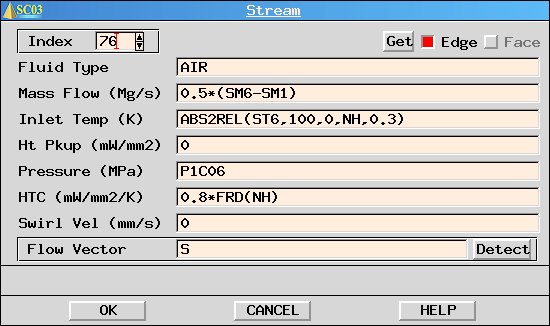 SC03 Stream
Index 76 Get Edge Face
Fluid Type AIR
Mass Flow (Mg/s) 0.5*(SM6-SM1)
Inlet Temp (K) ABS2REL(ST6,100,0,NH,0.3)
Ht Pkup (mW/mm2) 0
Pressure (MPa) P1C06
HTC (mW/mm2/K) 0.8*FRD(NH)
Swirl Vel (mm/s) 0
Flow Vector S Detect
OK CANCEL HELP